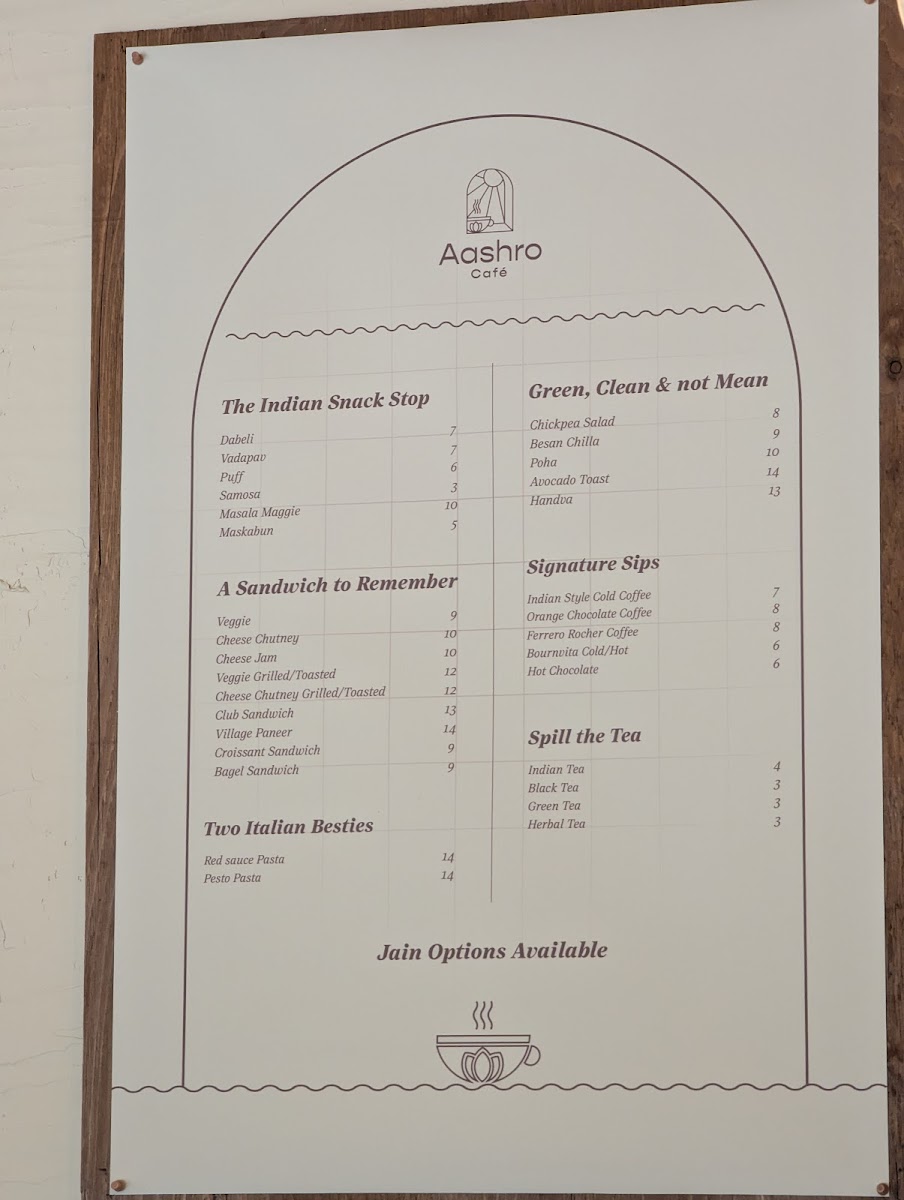 Aashro
Café
The Indian Snack Stop
Dabeli 7
Vadapav 7
Puff 6
Samosa 3
Masala Maggie 10
Maskabun 5
A Sandwich to Remember
Veggie 9
Cheese Chutney 10
Cheese Jam 10
Veggie Grilled/Toasted 12
Cheese Chutney Grilled/Toasted 12
Club Sandwich 13
Village Paneer 14
Croissant Sandwich 9
Bagel Sandwich 9
Two Italian Besties
Red sauce Pasta 14
Pesto Pasta 14
Green, Clean & not Mean
Chickpea Salad 8
Besan Chilla 9
Poha 10
Avocado Toast 14
Handva 13
Signature Sips
Indian Style Cold Coffee 7
Orange Chocolate Coffee 8
Ferrero Rocher Coffee 8
Bournvita Cold/Hot 6
Hot Chocolate 6
Spill the Tea
Indian Tea 4
Black Tea 3
Green Tea 3
Herbal Tea 3
Jain Options Available